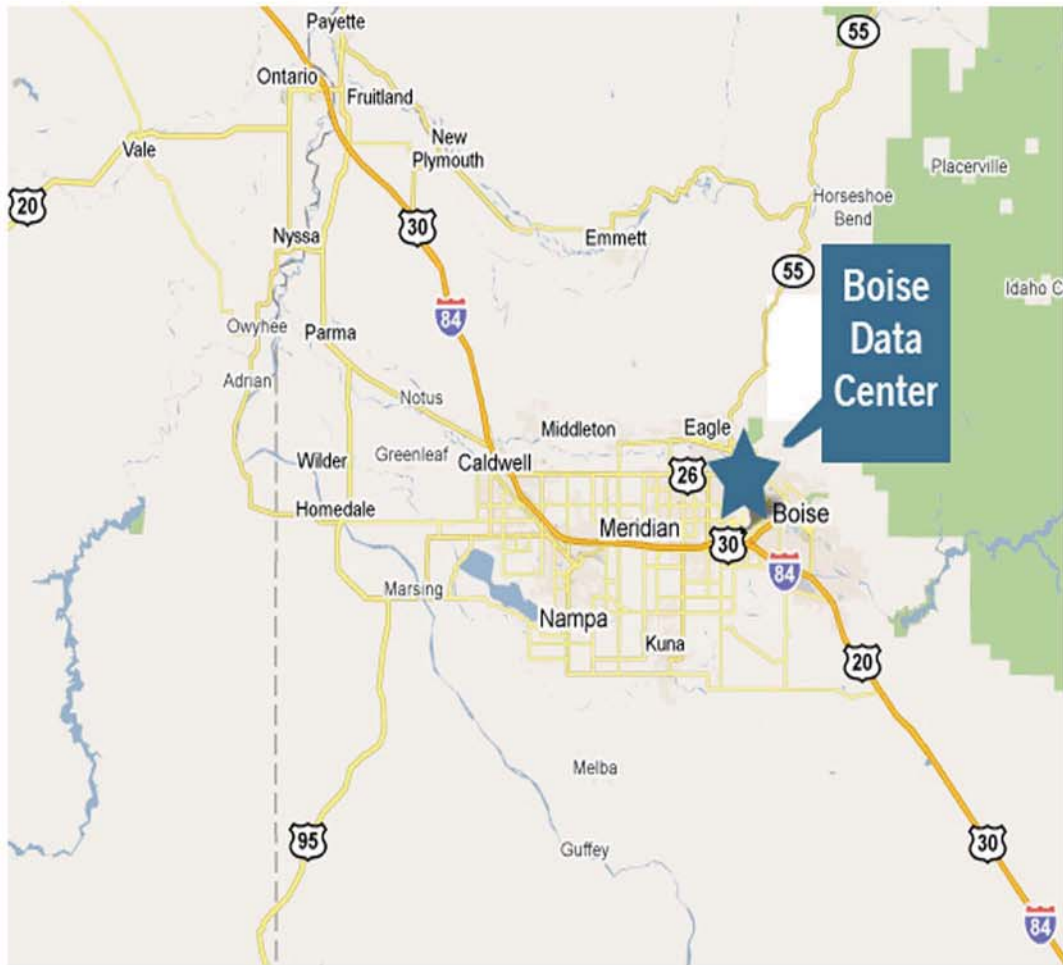 Payette
55
Ontario
Fruitland
New
Plymouth
Vale
Placerville
20
Horseshoe
Bend
30
Nyssa
Emmett
55
Boise
Data
Center
Idaho C
84
Owyhee
Parma
Adrian
Notus
Middleton
Eagle
Greenleaf
Wilder
Caldwell
26
Homedale
Meridian
30
Boise
84
Marsing
Nampa
Kuna
20
Melba
95
Guffey
30
84